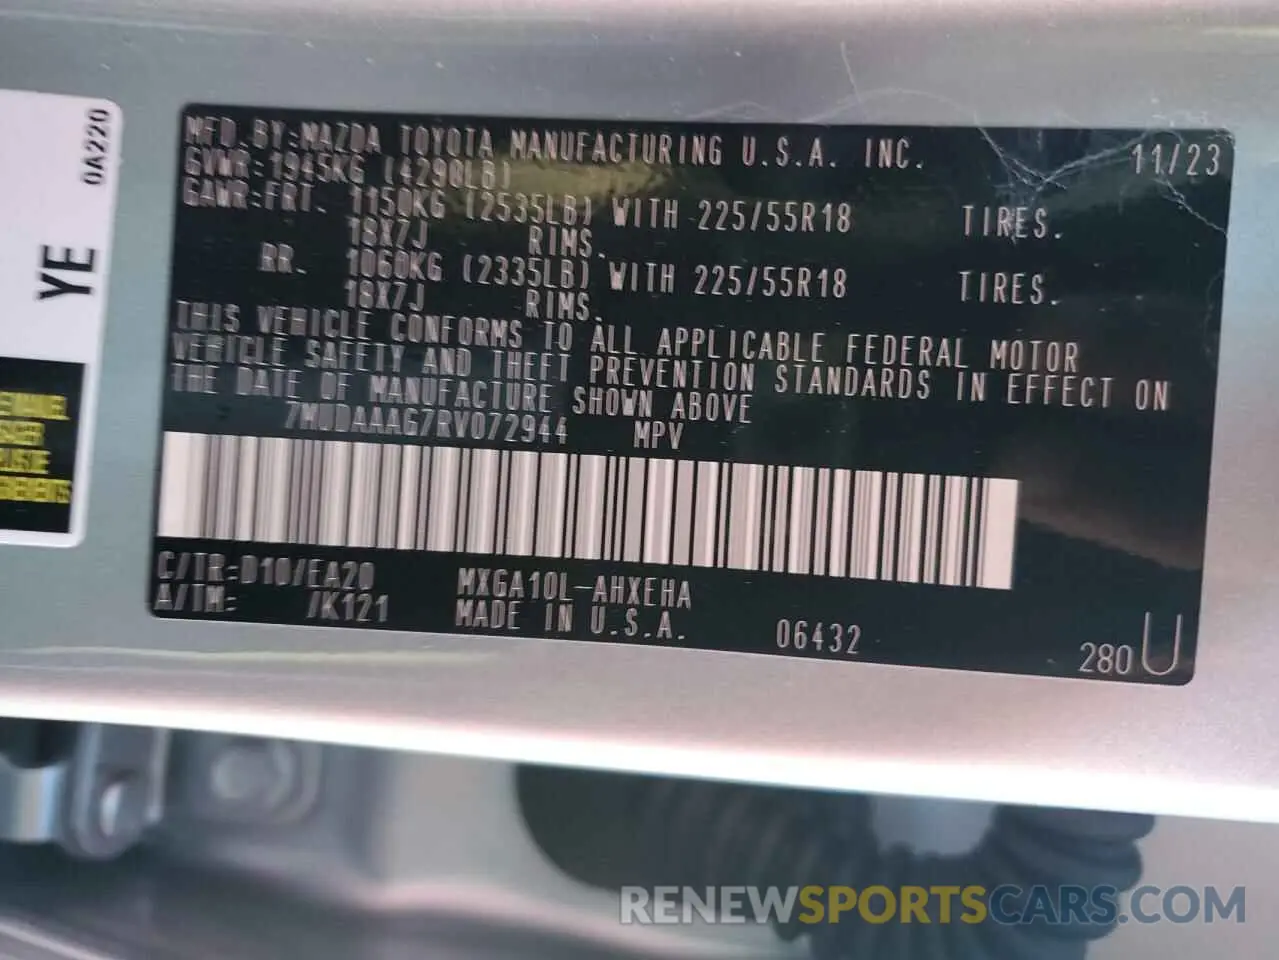 MFD.BY:MAZDA TOYOTA MANUFACTURING U.S.A. INC. 11/23
GVWR:1945KG (4290LB)
GAWR:FRT. 1150KG (2535LB) WITH 225/55R18 TIRES.
18X7J RIMS.
RR. 1060KG (2335LB) WITH 225/55R18 TIRES.
18X7J RIMS.
THIS VEHICLE CONFORMS TO ALL APPLICABLE FEDERAL MOTOR
VEHICLE SAFETY AND THEFT PREVENTION STANDARDS IN EFFECT ON
THE DATE OF MANUFACTURE SHOWN ABOVE
7MUDAAAG7RV072944 MPV
C/TR:D10/EA20 MXGA10L-AHXEHA
A/TM: /K121 MADE IN U.S.A. 06432
280U
0A220
YE
RENEWSPORTSCARS.COM